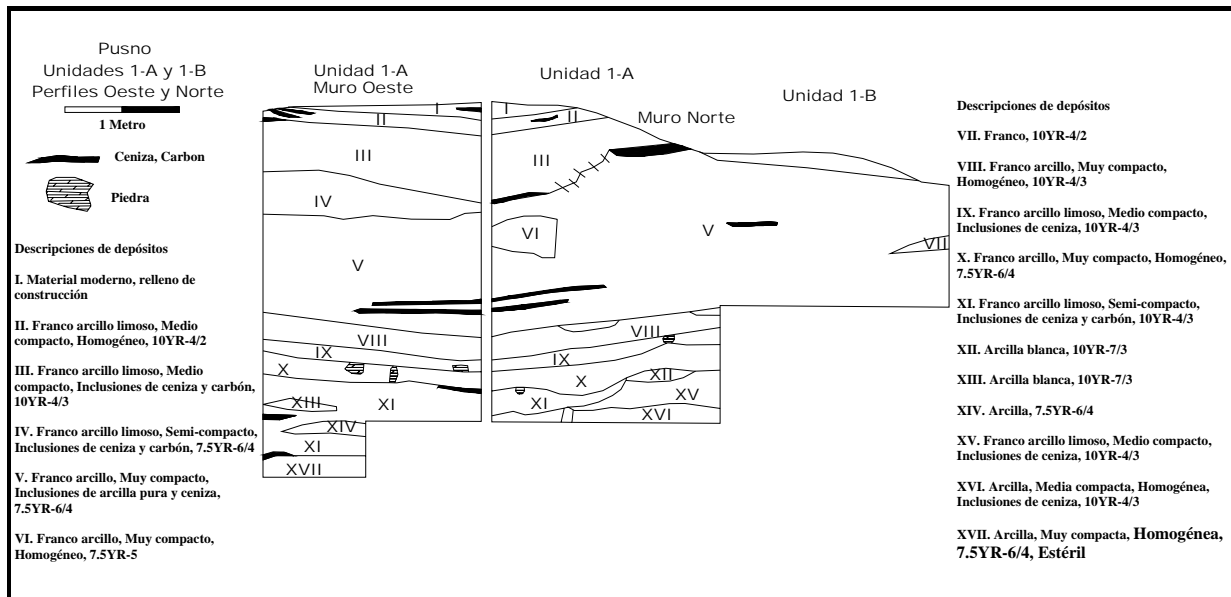 Pusno
Unidades 1-A y 1-B
Perfiles Oeste y Norte
1 Metro
Ceniza, Carbon
Piedra
Descripciones de depósitos
I. Material moderno, relleno de
construcción
II. Franco arcillo limoso, Medio
compacto, Homogéneo, 10YR-4/2
III. Franco arcillo limoso, Medio
compacto, Inclusiones de ceniza y carbón,
10YR-4/3
IV. Franco arcillo limoso, Semi-compacto,
Inclusiones de ceniza y carbón, 7.5YR-6/4
V. Franco arcillo, Muy compacto,
Inclusiones de arcilla pura y ceniza,
7.5YR-6/4
VI. Franco arcillo, Muy compacto,
Homogéneo, 7.5YR-5
Unidad 1-A
Muro Oeste
I
II
III
IV
V
VIII
IX
X
XIII
XI
XIV
XI
XVII
Unidad 1-A
Muro Norte
Unidad 1-B
I
II
III
VI
V
VII
VIII
IX
X
XII
XI
XV
XVI
Descripciones de depósitos
VII. Franco, 10YR-4/2
VIII. Franco arcillo, Muy compacto,
Homogéneo, 10YR-4/3
IX. Franco arcillo limoso, Medio compacto,
Inclusiones de ceniza, 10YR-4/3
X. Franco arcillo, Muy compacto, Homogéneo,
7.5YR-6/4
XI. Franco arcillo limoso, Semi-compacto,
Inclusiones de ceniza y carbón, 10YR-4/3
XII. Arcilla blanca, 10YR-7/3
XIII. Arcilla blanca, 10YR-7/3
XIV. Arcilla, 7.5YR-6/4
XV. Franco arcillo limoso, Medio compacto,
Inclusiones de ceniza, 10YR-4/3
XVI. Arcilla, Media compacta, Homogénea,
Inclusiones de ceniza, 10YR-4/3
XVII. Arcilla, Muy compacta, Homogénea,
7.5YR-6/4, Estéril